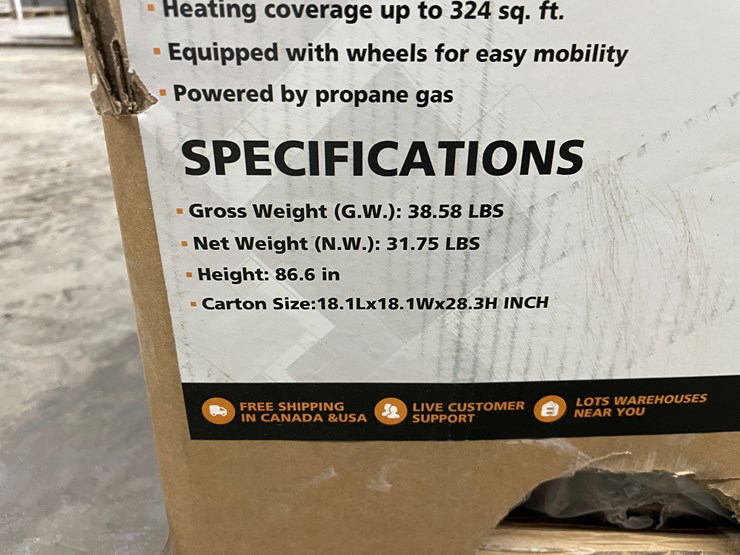 Heating coverage up to 324 sq. ft.
Equipped with wheels for easy mobility
Powered by propane gas
SPECIFICATIONS
Gross Weight (G.W.): 38.58 LBS
Net Weight (N.W.): 31.75 LBS
Height: 86.6 in
Carton Size:18.1Lx18.1Wx28.3H INCH
FREE SHIPPING
IN CANADA &USA
LIVE CUSTOMER
SUPPORT
LOTS WAREHOUSES
NEAR YOU